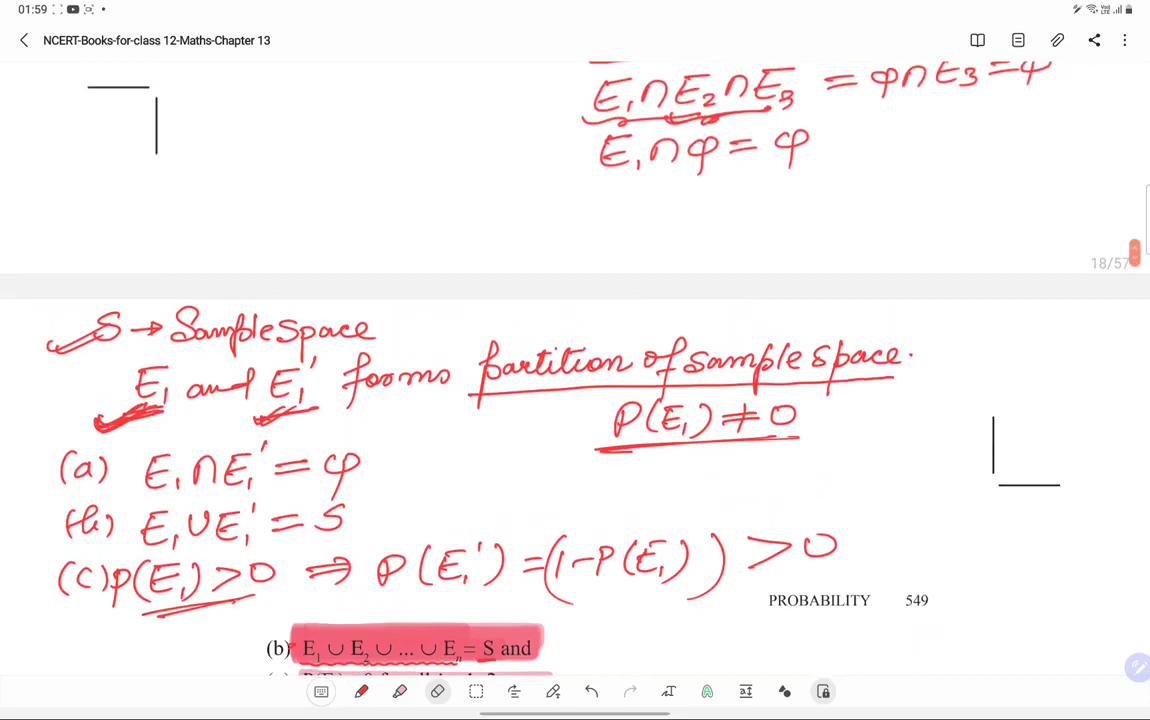 01:59
NCERT-Books-for-class 12-Maths-Chapter 13
E₁∩E₂∩E₃ = φ∩E₃=φ
E₁∩φ = φ
18/57
S → Sample Space
E₁ and E₁' forms partition of sample space.
P(E₁) ≠ 0
(a) E₁∩E₁' = φ
(b) E₁∪E₁' = S
(c) P(E₁)>0 ⇒ P(E₁') =(1-P(E₁)) >0
PROBABILITY 549
(b) E₁ ∪ E₂ ∪ ... ∪ Eₙ = S and